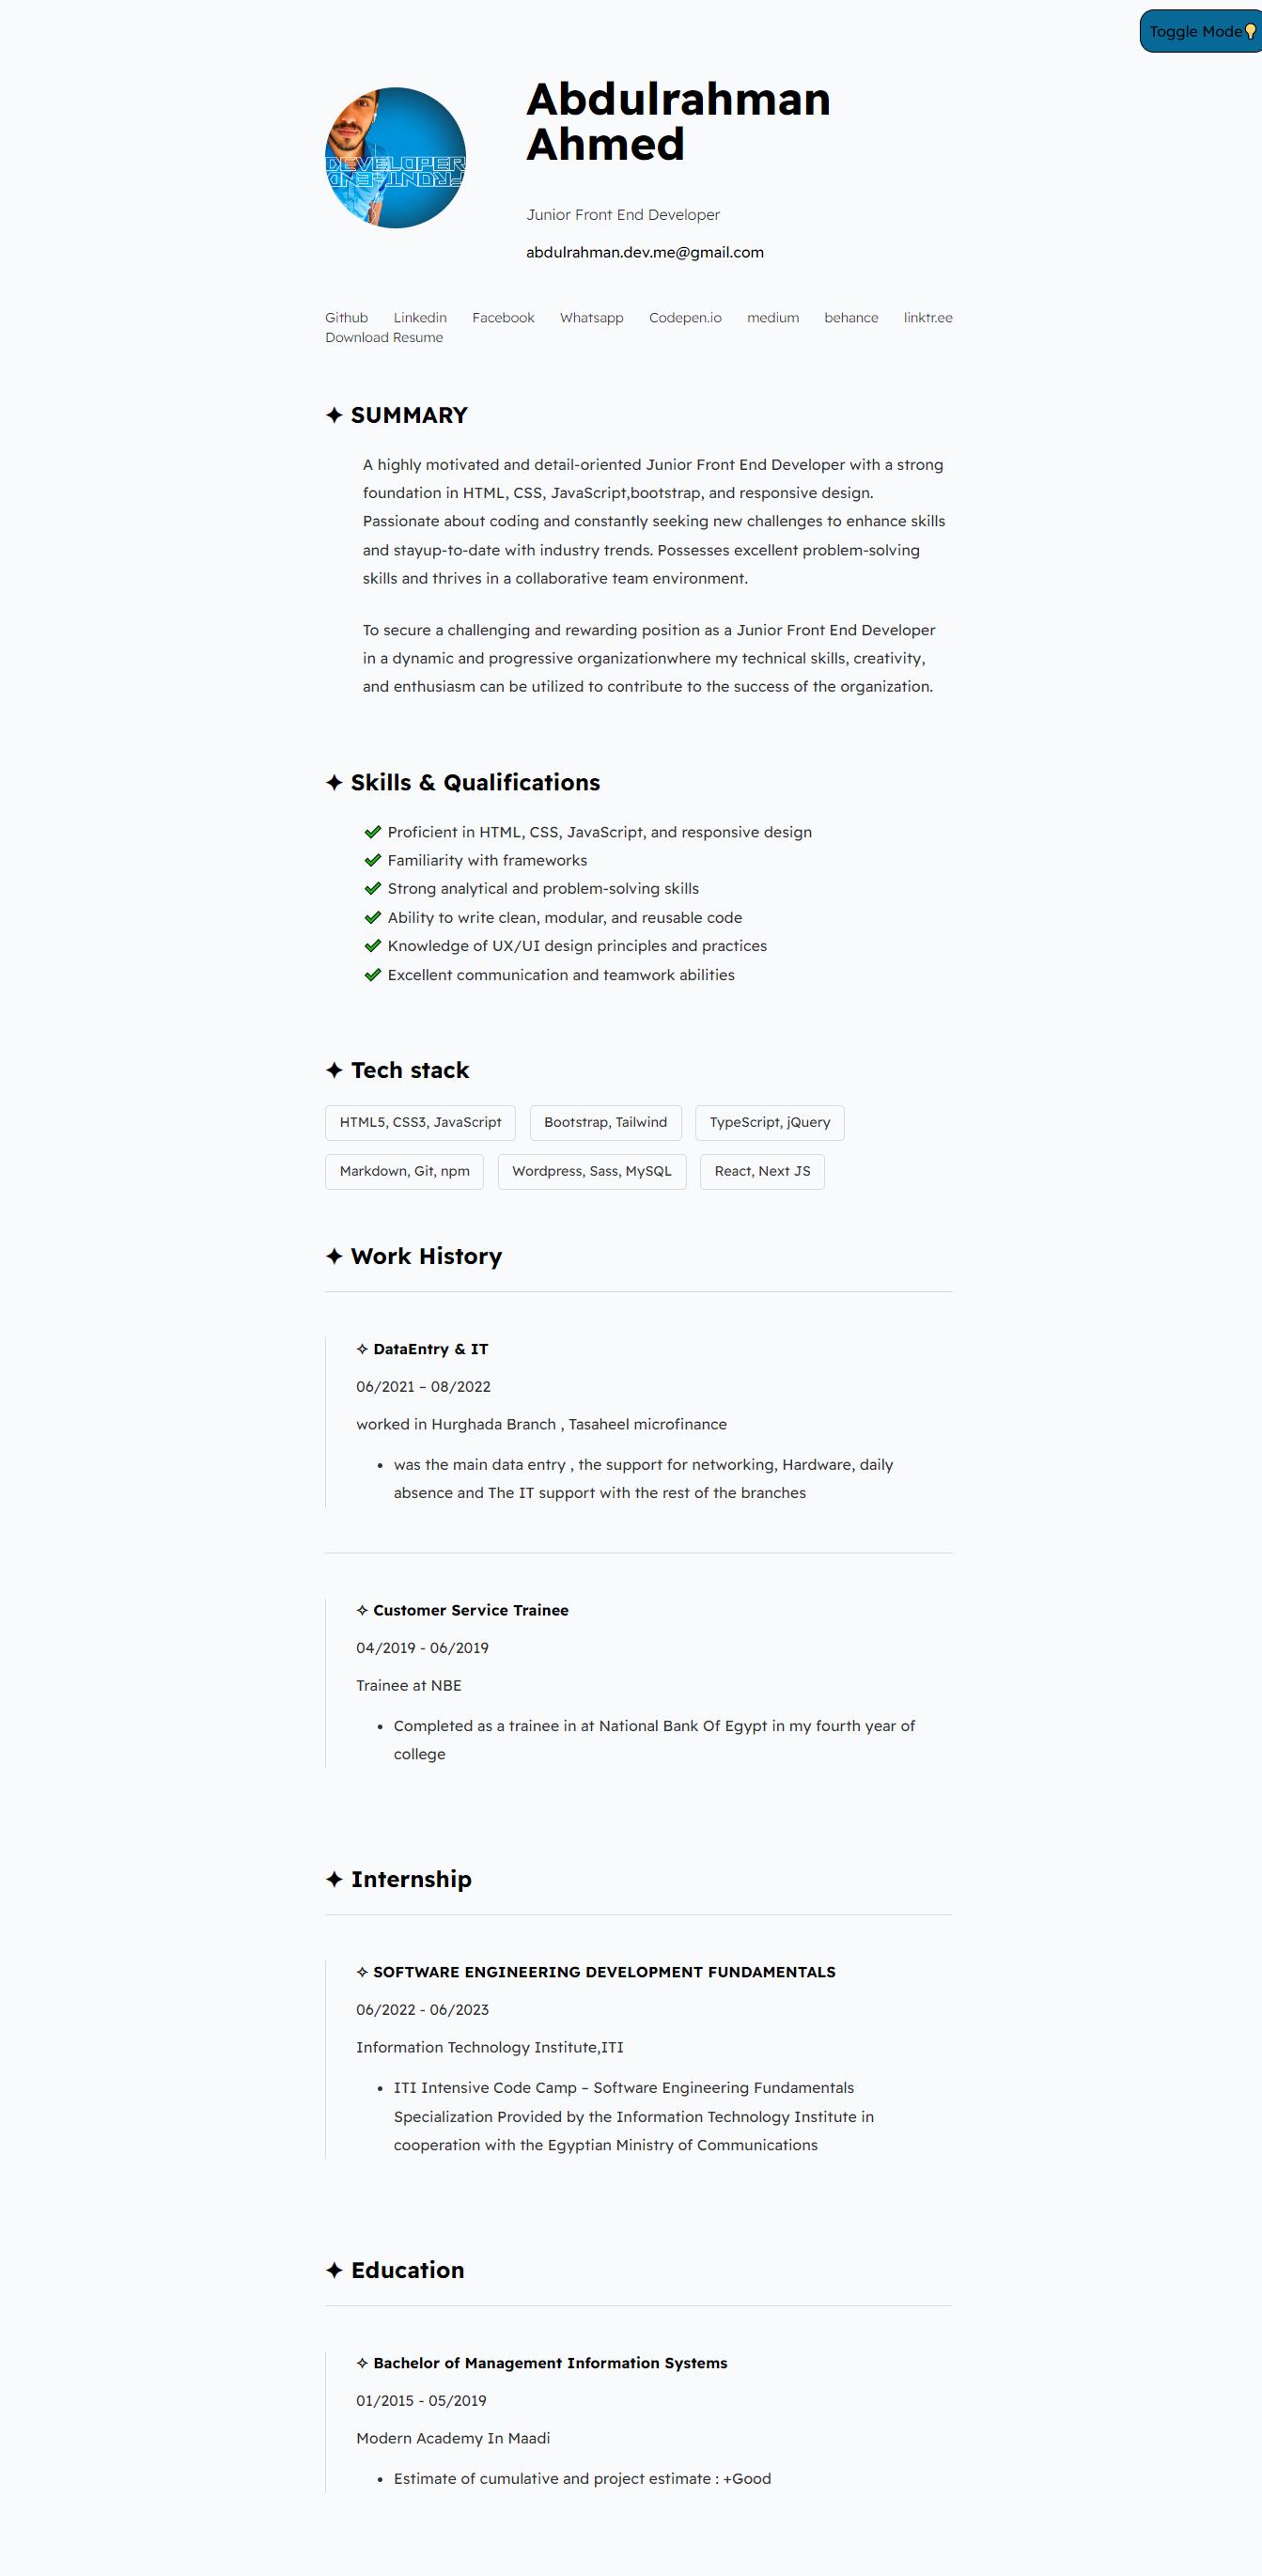 Toggle Mode💡
DEVELOPER
FRONT-END
Abdulrahman
Ahmed
Junior Front End Developer
abdulrahman.dev.me@gmail.com
Github Linkedin Facebook Whatsapp Codepen.io medium behance linktr.ee
Download Resume
✦ SUMMARY
A highly motivated and detail-oriented Junior Front End Developer with a strong
foundation in HTML, CSS, JavaScript,bootstrap, and responsive design.
Passionate about coding and constantly seeking new challenges to enhance skills
and stayup-to-date with industry trends. Possesses excellent problem-solving
skills and thrives in a collaborative team environment.
To secure a challenging and rewarding position as a Junior Front End Developer
in a dynamic and progressive organizationwhere my technical skills, creativity,
and enthusiasm can be utilized to contribute to the success of the organization.
✦ Skills & Qualifications
✔ Proficient in HTML, CSS, JavaScript, and responsive design
✔ Familiarity with frameworks
✔ Strong analytical and problem-solving skills
✔ Ability to write clean, modular, and reusable code
✔ Knowledge of UX/UI design principles and practices
✔ Excellent communication and teamwork abilities
✦ Tech stack
HTML5, CSS3, JavaScript Bootstrap, Tailwind TypeScript, jQuery
Markdown, Git, npm Wordpress, Sass, MySQL React, Next JS
✦ Work History
✧ DataEntry & IT
06/2021 – 08/2022
worked in Hurghada Branch , Tasaheel microfinance
• was the main data entry , the support for networking, Hardware, daily
absence and The IT support with the rest of the branches
✧ Customer Service Trainee
04/2019 - 06/2019
Trainee at NBE
• Completed as a trainee in at National Bank Of Egypt in my fourth year of
college
✦ Internship
✧ SOFTWARE ENGINEERING DEVELOPMENT FUNDAMENTALS
06/2022 - 06/2023
Information Technology Institute,ITI
• ITI Intensive Code Camp – Software Engineering Fundamentals
Specialization Provided by the Information Technology Institute in
cooperation with the Egyptian Ministry of Communications
✦ Education
✧ Bachelor of Management Information Systems
01/2015 - 05/2019
Modern Academy In Maadi
• Estimate of cumulative and project estimate : +Good